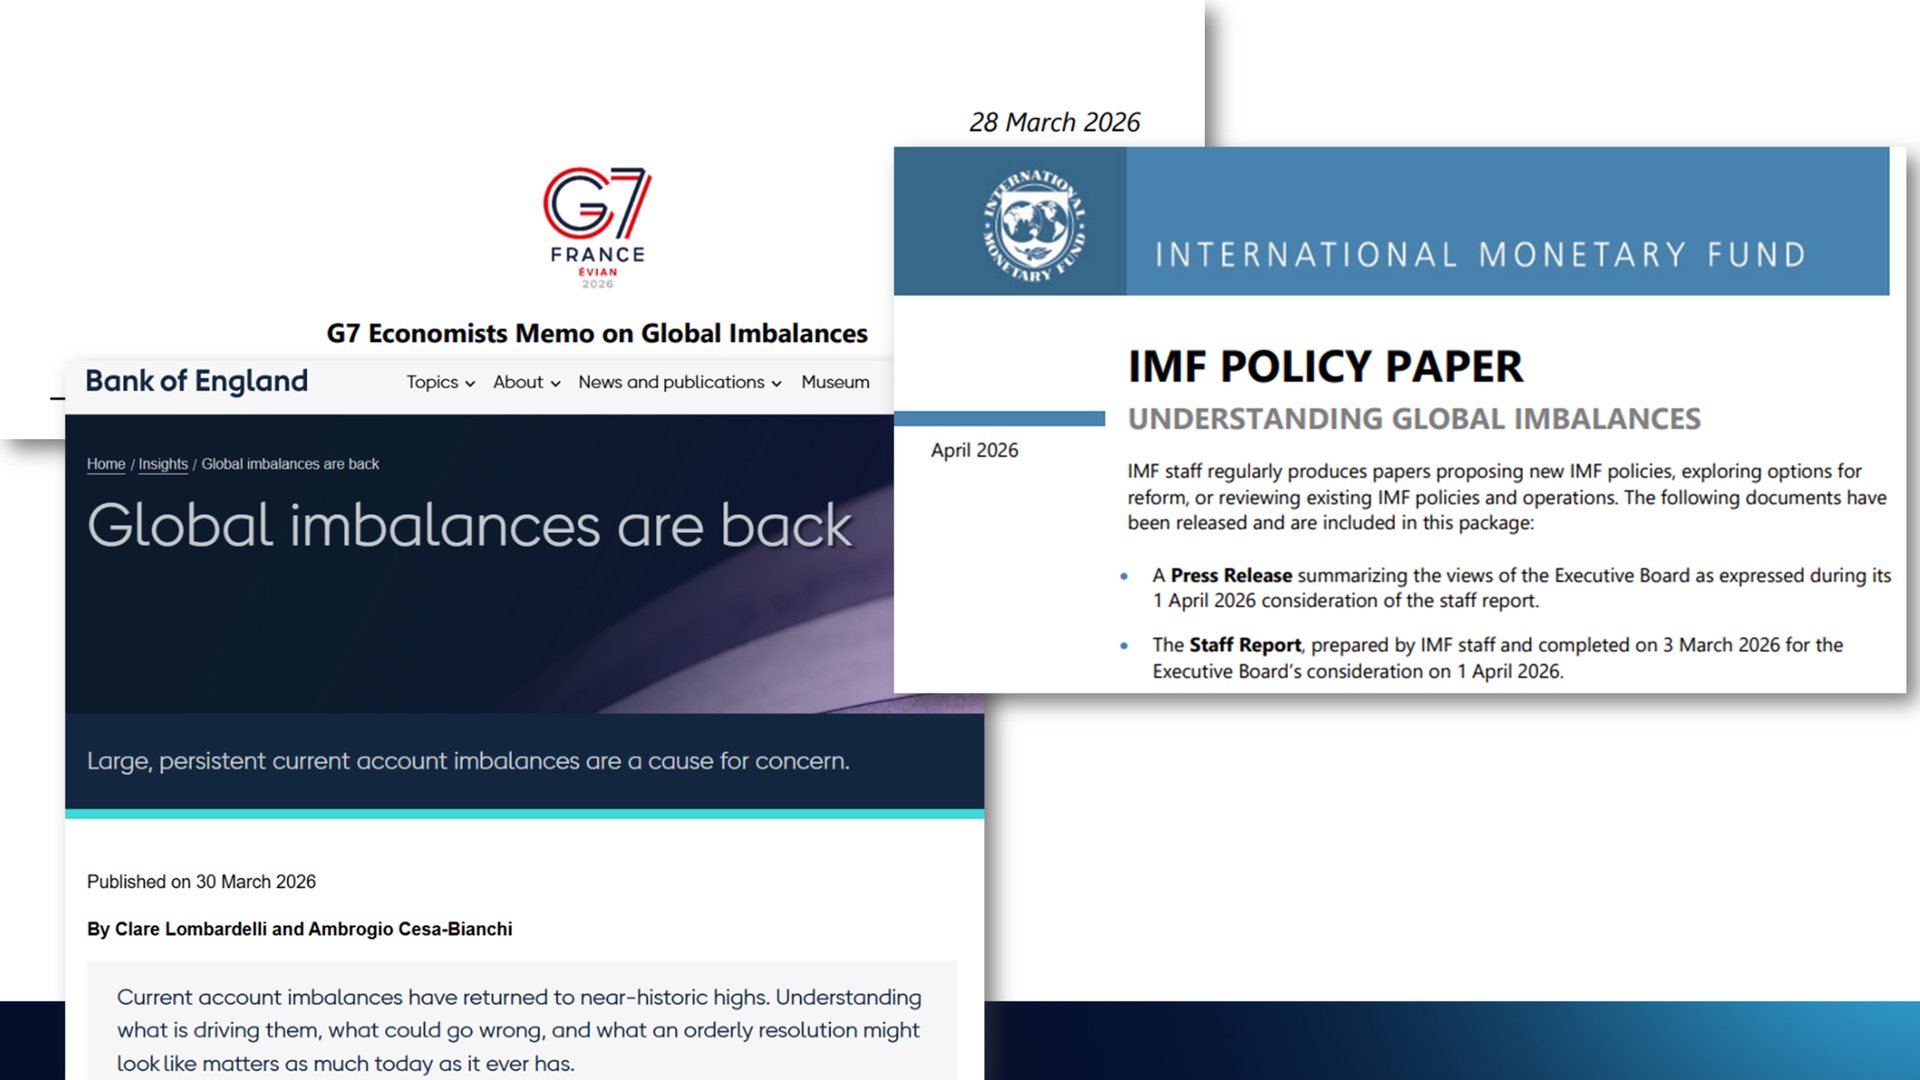 28 March 2026
G7
FRANCE
ÉVIAN
2026
G7 Economists Memo on Global Imbalances
Bank of England
Topics
About
News and publications
Museum
Home / Insights / Global imbalances are back
Global imbalances are back
Large, persistent current account imbalances are a cause for concern.
Published on 30 March 2026
By Clare Lombardelli and Ambrogio Cesa-Bianchi
Current account imbalances have returned to near-historic highs. Understanding
what is driving them, what could go wrong, and what an orderly resolution might
look like matters as much today as it ever has.
INTERNATIONAL MONETARY FUND
INTERNATIONAL MONETARY FUND
IMF POLICY PAPER
UNDERSTANDING GLOBAL IMBALANCES
April 2026
IMF staff regularly produces papers proposing new IMF policies, exploring options for
reform, or reviewing existing IMF policies and operations. The following documents have
been released and are included in this package:
• A Press Release summarizing the views of the Executive Board as expressed during its
1 April 2026 consideration of the staff report.
• The Staff Report, prepared by IMF staff and completed on 3 March 2026 for the
Executive Board's consideration on 1 April 2026.